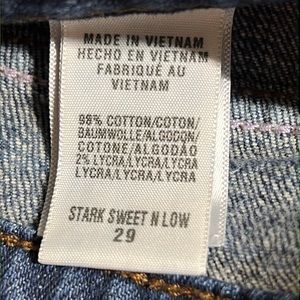 MADE IN VIETNAM
HECHO EN VIETNAM
FABRIQUÉ AU
VIETNAM
98% COTTON/COTON/
BAUMWOLLE/ALGODON/
COTONE/ALGODÃO
2% LYCRA/LYCRA/LYCRA
LYCRA/LYCRA/LYCRA
STARK SWEET N LOW
29